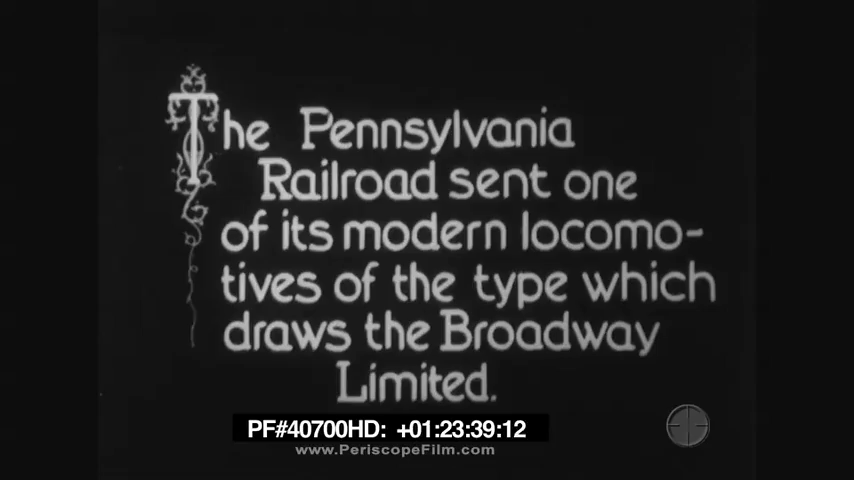 The Pennsylvania
Railroad sent one
of its modern locomo-
tives of the type which
draws the Broadway
Limited.
PF#40700HD: +01:23:39:12
www.PeriscopeFilm.com